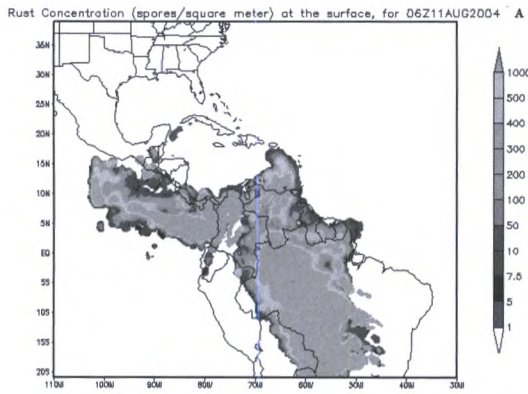 Rust Concentration (spores/square meter) at the surface, for 06Z11AUG2004 A
35N
30N
25N
20N
15N
10N
5N
EQ
5S
10S
15S
20S
110W 100W 90W 80W 70W 60W 50W 40W 30W
1000
500
400
300
200
100
50
10
7.5
5
1